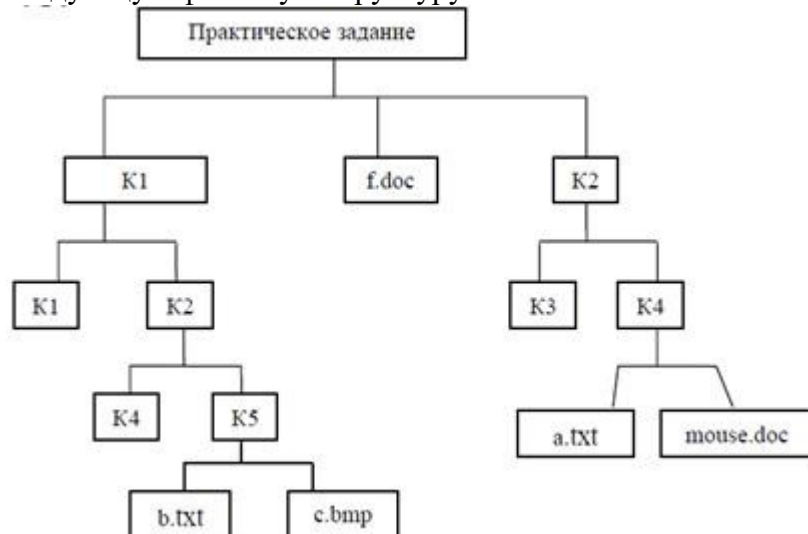 Практическое задание
К1
f.doc
К2
К1
К2
К3
К4
К4
К5
a.txt
mouse.doc
b.txt
c.bmp